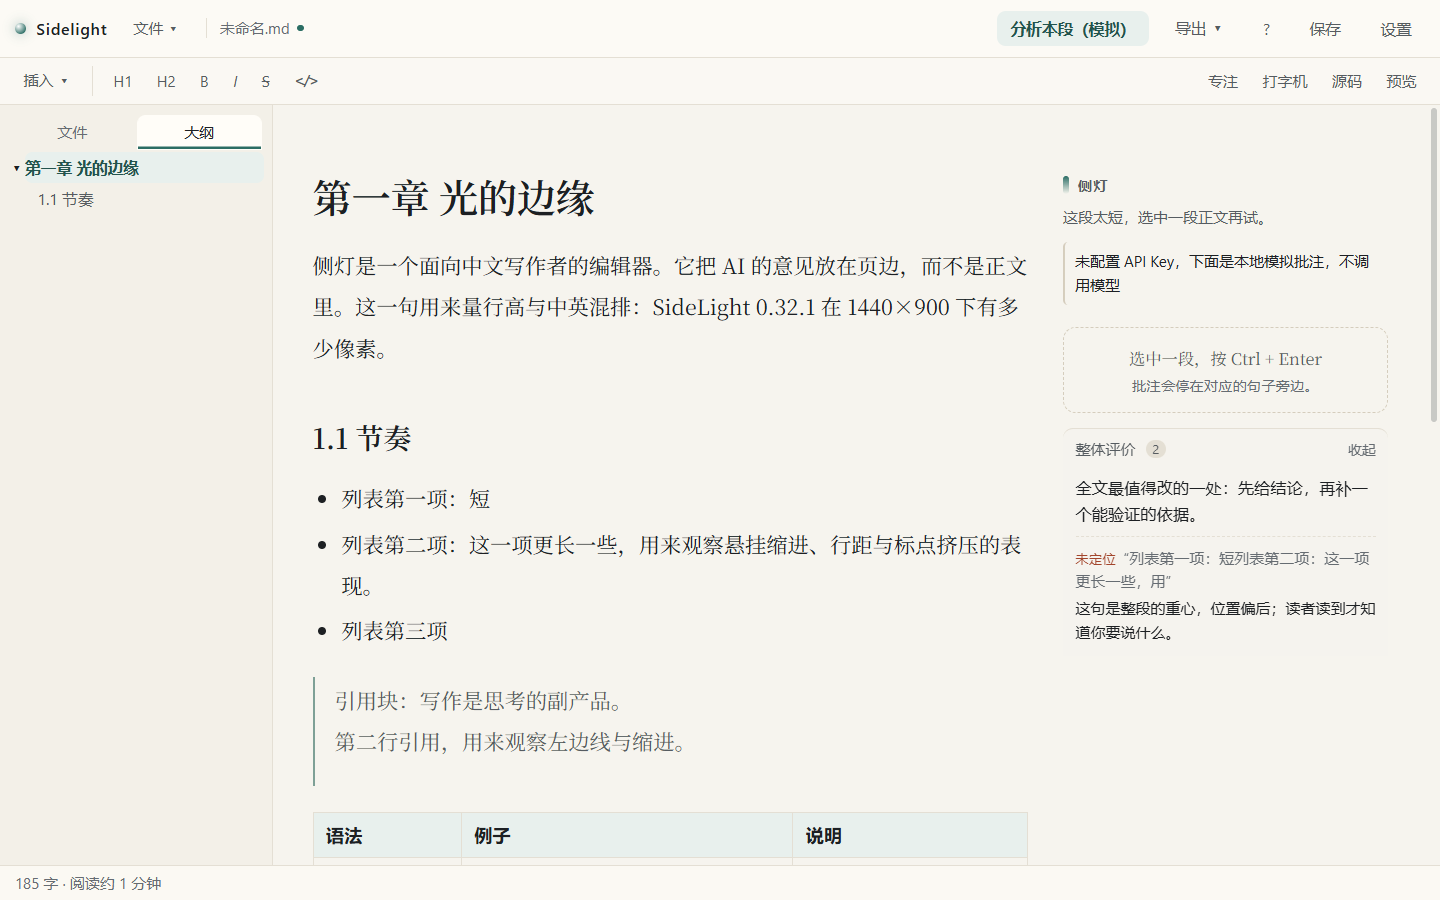 Sidelight 文件 ▾ 未命名.md ● 分析本段（模拟） 导出 ▾ ? 保存 设置
插入 ▾ H1 H2 B I S </> 专注 打字机 源码 预览
文件 大纲
▾ 第一章 光的边缘
1.1 节奏
第一章 光的边缘
侧灯是一个面向中文写作者的编辑器。它把 AI 的意见放在页边，而不是正文
里。这一句用来量行高与中英混排：SideLight 0.32.1 在 1440×900 下有多
少像素。
1.1 节奏
• 列表第一项：短
• 列表第二项：这一项更长一些，用来观察悬挂缩进、行距与标点挤压的表
现。
• 列表第三项
引用块：写作是思考的副产品。
第二行引用，用来观察左边线与缩进。
语法 例子 说明
侧灯
这段太短，选中一段正文再试。
未配置 API Key，下面是本地模拟批注，不调
用模型
选中一段，按 Ctrl + Enter
批注会停在对应的句子旁边。
整体评价 2 收起
全文最值得改的一处：先给结论，再补一
个能验证的依据。
未定位 “列表第一项：短列表第二项：这一项
更长一些，用”
这句是整段的重心，位置偏后；读者读到才知
道你要说什么。
185 字 · 阅读约 1 分钟